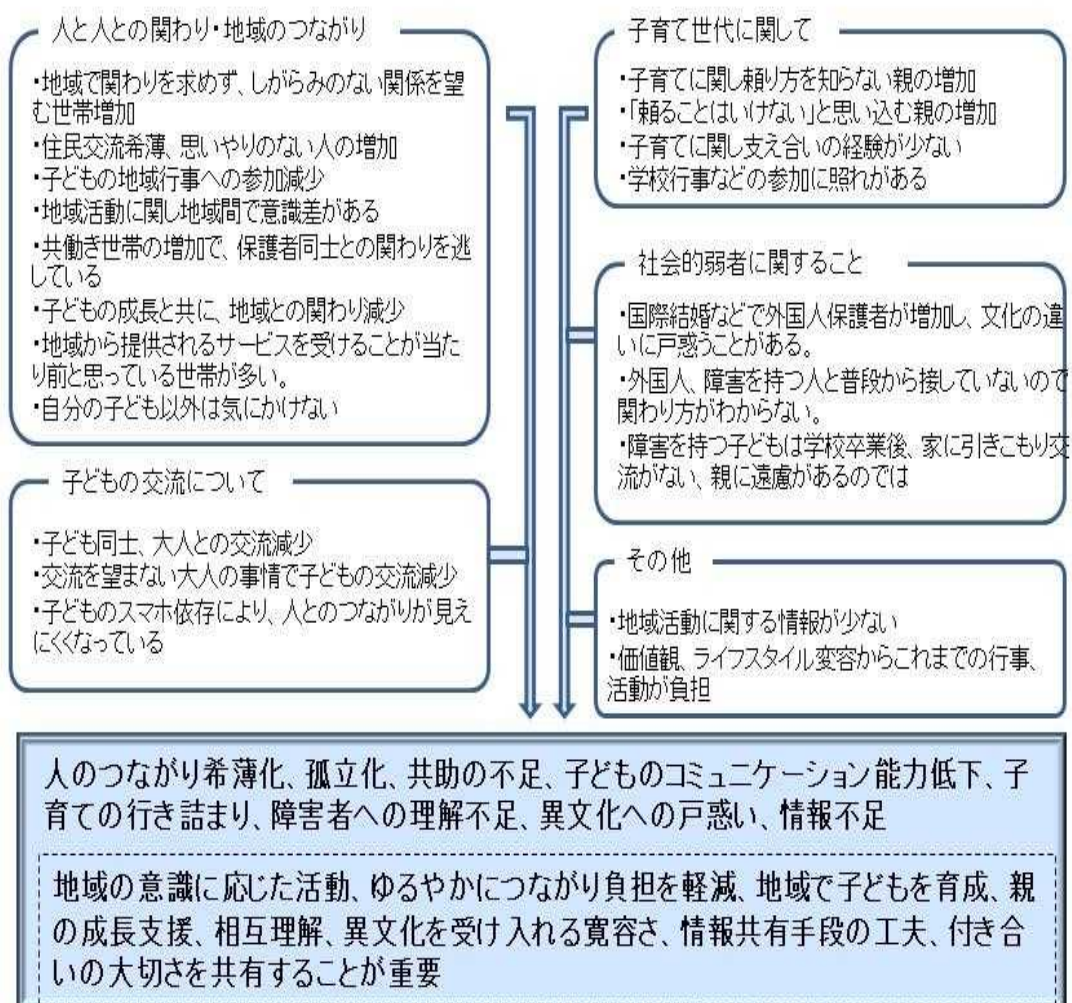 人と人との関わり・地域のつながり
・地域で関わりを求めず、しがらみのない関係を望
む世帯増加
・住民交流希薄、思いやりのない人の増加
・子どもの地域行事への参加減少
・地域活動に関し地域間で意識差がある
・共働き世帯の増加で、保護者同士との関わりを逃
している
・子どもの成長と共に、地域との関わり減少
・地域から提供されるサービスを受けることが当た
り前と思っている世帯が多い。
・自分の子ども以外は気にかけない
子どもの交流について
・子ども同士、大人との交流減少
・交流を望まない大人の事情で子どもの交流減少
・子どものスマホ依存により、人とのつながりが見え
にくくなっている
子育て世代に関して
・子育てに関し頼り方を知らない親の増加
・「頼ることはいけない」と思い込む親の増加
・子育てに関し支え合いの経験が少ない
・学校行事などの参加に照れがある
社会的弱者に関すること
・国際結婚などで外国人保護者が増加し、文化の違
いに戸惑うことがある。
・外国人、障害を持つ人と普段から接していないので
関わり方がわからない。
・障害を持つ子どもは学校卒業後、家に引きこもり交
流がない、親に遠慮があるのでは
その他
・地域活動に関する情報が少ない
・価値観、ライフスタイル変容からこれまでの行事、
活動が負担
人のつながり希薄化、孤立化、共助の不足、子どものコミュニケーション能力低下、子
育ての行き詰まり、障害者への理解不足、異文化への戸惑い、情報不足
地域の意識に応じた活動、ゆるやかにつながり負担を軽減、地域で子どもを育成、親
の成長支援、相互理解、異文化を受け入れる寛容さ、情報共有手段の工夫、付き合
いの大切さを共有することが重要